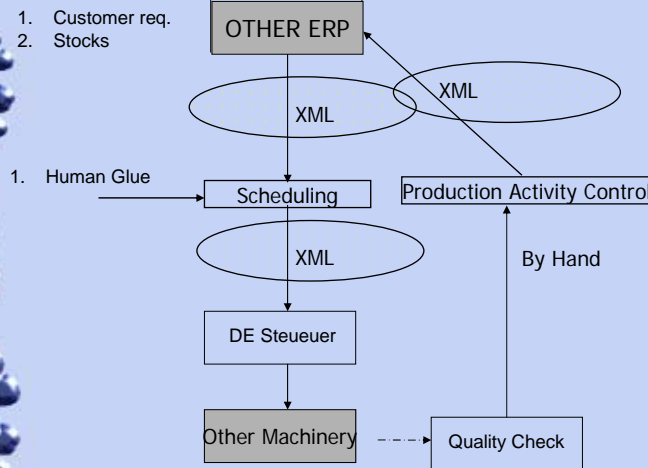 1. Customer req.
2. Stocks
OTHER ERP
XML
XML
1. Human Glue
Scheduling
Production Activity Control
XML
By Hand
DE Steueuer
Other Machinery
Quality Check